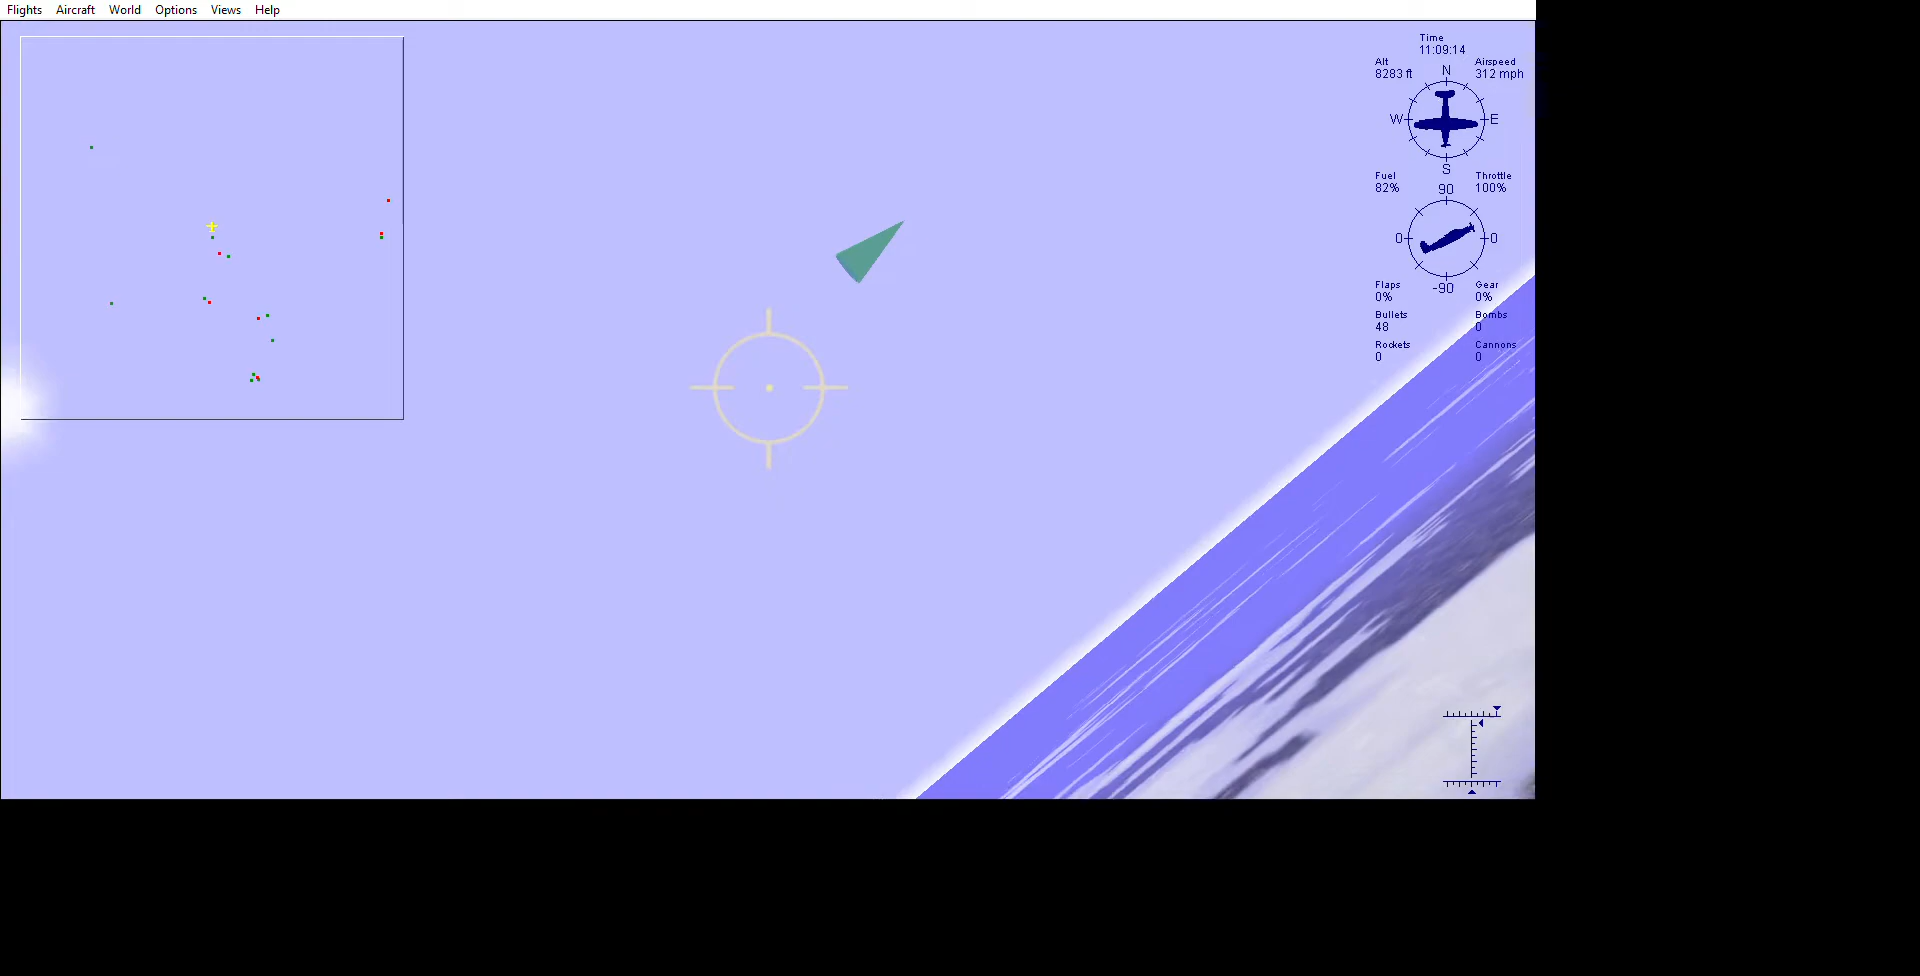 Flights Aircraft World Options Views Help
Time
11:09:14
Alt Airspeed
8283 ft 312 mph
N
W E
S
Fuel Throttle
82% 100%
90
0 0
-90
Flaps Gear
0% 0%
Bullets Bombs
48 0
Rockets Cannons
0 0